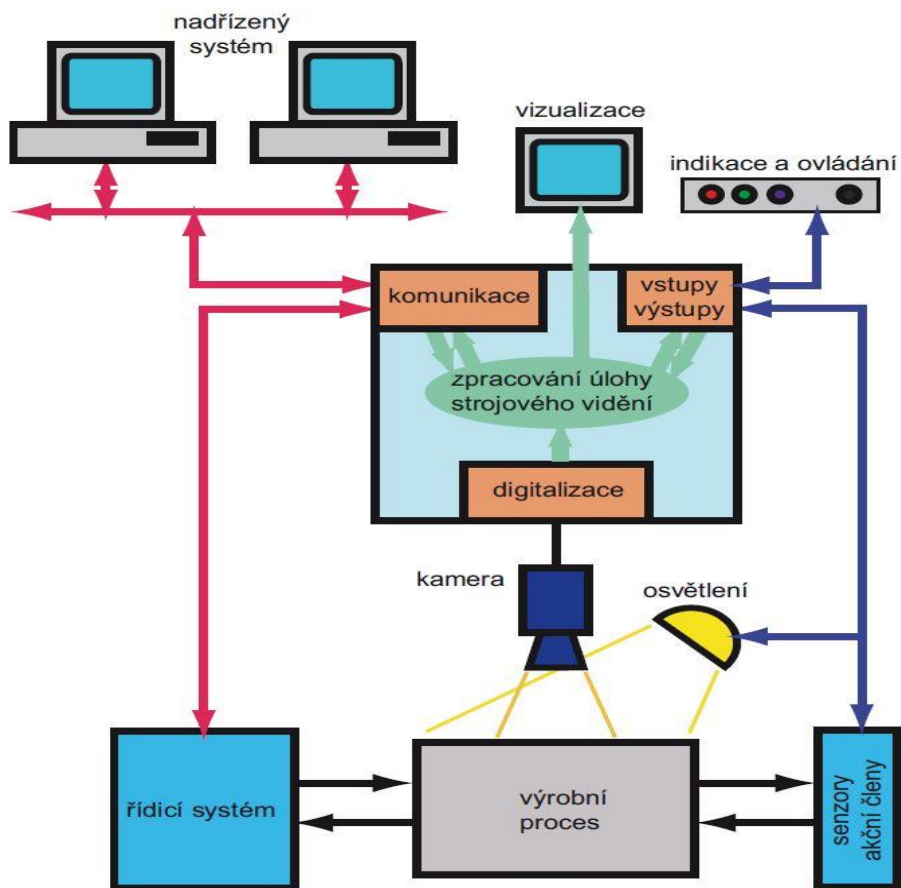 nadřízený
systém
vizualizace
indikace a ovládání
komunikace
vstupy
výstupy
zpracování úlohy
strojového vidění
digitalizace
kamera
osvětlení
řídicí systém
výrobní
proces
senzory
akční členy